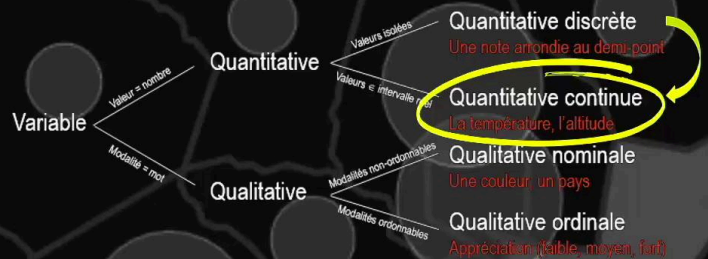 Variable
Valeur = nombre
Modalité = mot
Quantitative
Qualitative
Valeurs isolées
Valeurs ∈ intervalle réel
Modalités non-ordonnables
Modalités ordonnables
Quantitative discrète
Une note arrondie au demi-point
Quantitative continue
La température, l'altitude
Qualitative nominale
Une couleur, un pays
Qualitative ordinale
Appréciation (faible, moyen, fort)